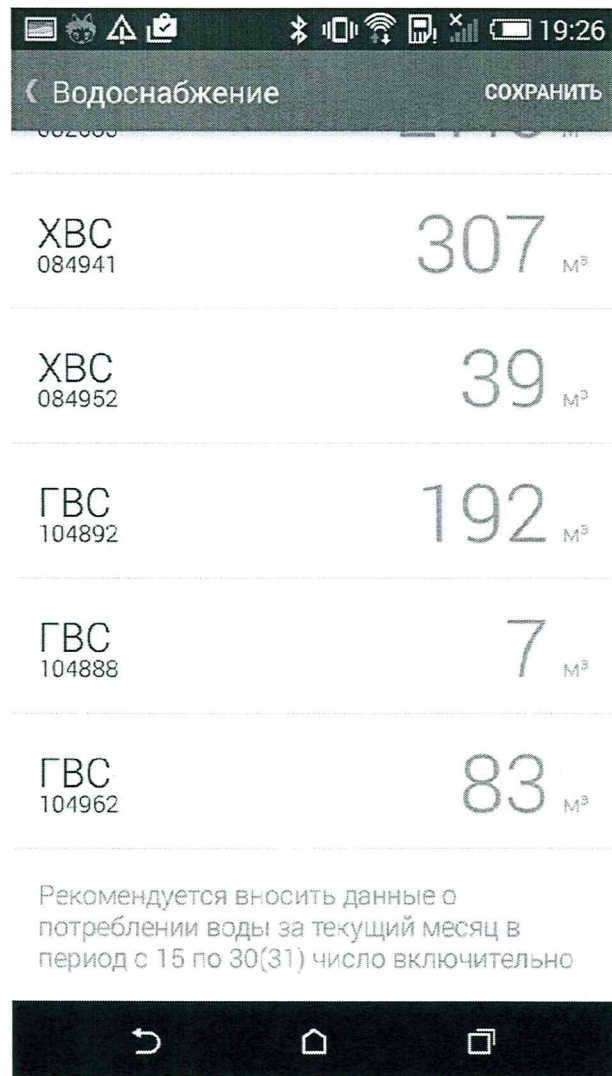 19:26
Водоснабжение СОХРАНИТЬ
ХВС 307 м³
084941
ХВС 39 м³
084952
ГВС 192 м³
104892
ГВС 7 м³
104888
ГВС 83 м³
104962
Рекомендуется вносить данные о
потреблении воды за текущий месяц в
период с 15 по 30(31) число включительно